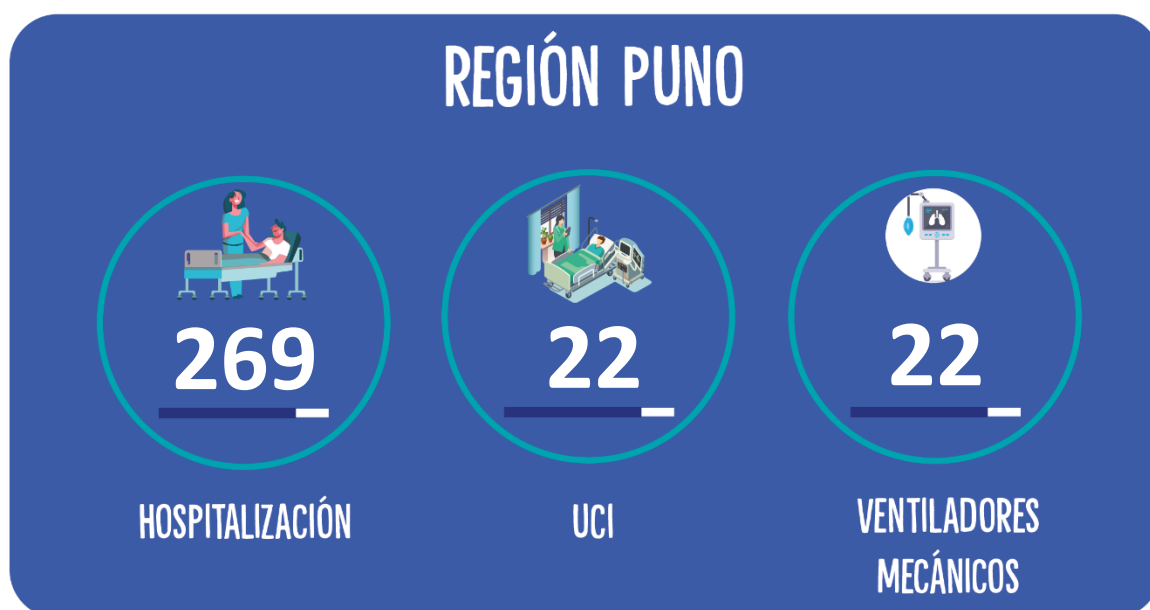 REGIÓN PUNO
269
22
22
HOSPITALIZACIÓN
UCI
VENTILADORES
MECÁNICOS